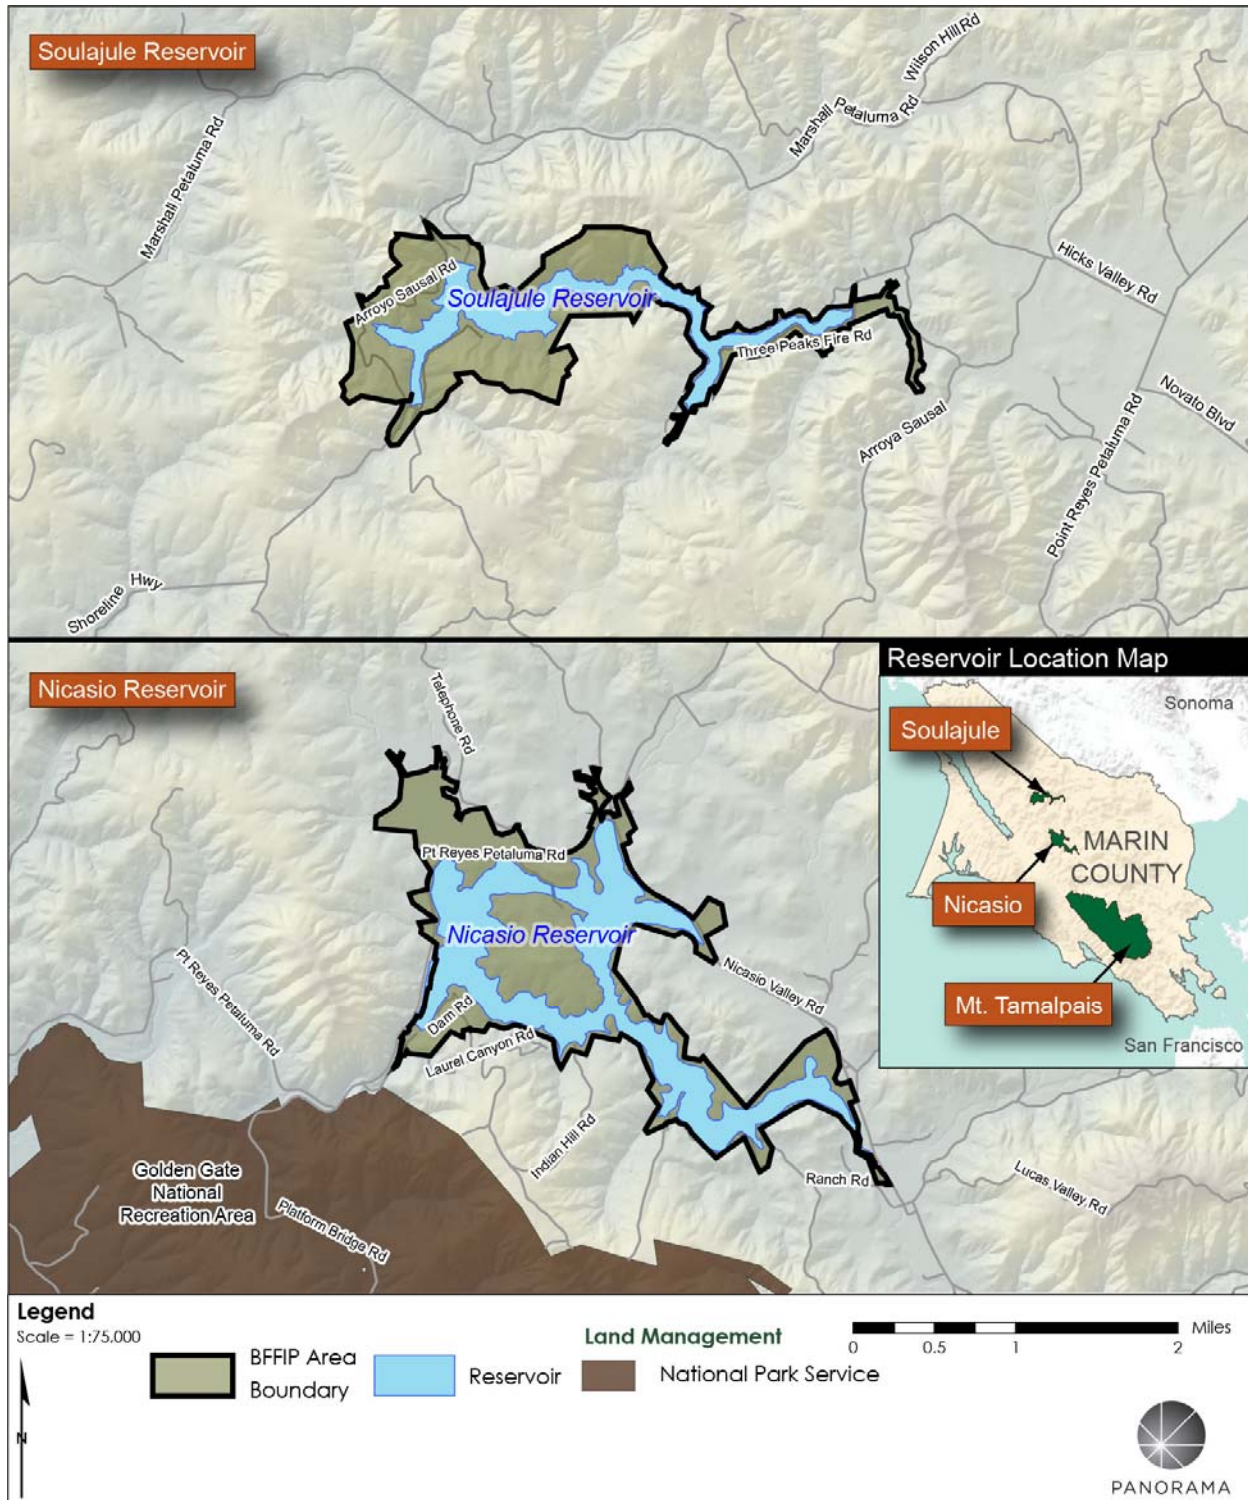 Soulajule Reservoir
Wilson Hill Rd
Marshall Petaluma Rd
Marshall Petaluma Rd
Hicks Valley Rd
Arroyo Sausal Rd
Soulajule Reservoir
Three Peaks Fire Rd
Novato Blvd
Arroya Sausal
Point Reyes Petaluma Rd
Shoreline Hwy
Nicasio Reservoir
Telephone Rd
Pt Reyes Petaluma Rd
Nicasio Reservoir
Pt Reyes Petaluma Rd
Nicasio Valley Rd
Dam Rd
Laurel Canyon Rd
Indian Hill Rd
Ranch Rd
Lucas Valley Rd
Golden Gate
National
Recreation Area
Platform Bridge Rd
Reservoir Location Map
Sonoma
Soulajule
MARIN
COUNTY
Nicasio
Mt. Tamalpais
San Francisco
Legend
Scale = 1:75,000
BFFIP Area
Boundary
Reservoir
Land Management
National Park Service
Miles
0 0.5 1 2
N
PANORAMA